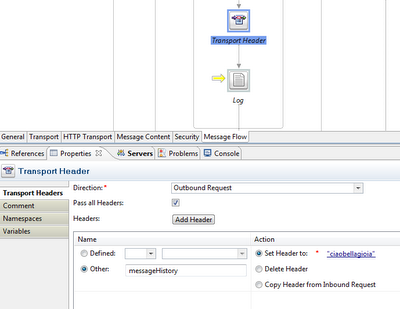 Transport Header
Log
General Transport HTTP Transport Message Content Security Message Flow
References Properties Servers Problems Console
Transport Header
Transport Headers
Comment
Namespaces
Variables
Direction: * Outbound Request
Pass all Headers:
Headers: Add Header
Name Action
Defined: Set Header to: * "ciaobellagioia"
Other: messageHistory Delete Header
Copy Header from Inbound Request